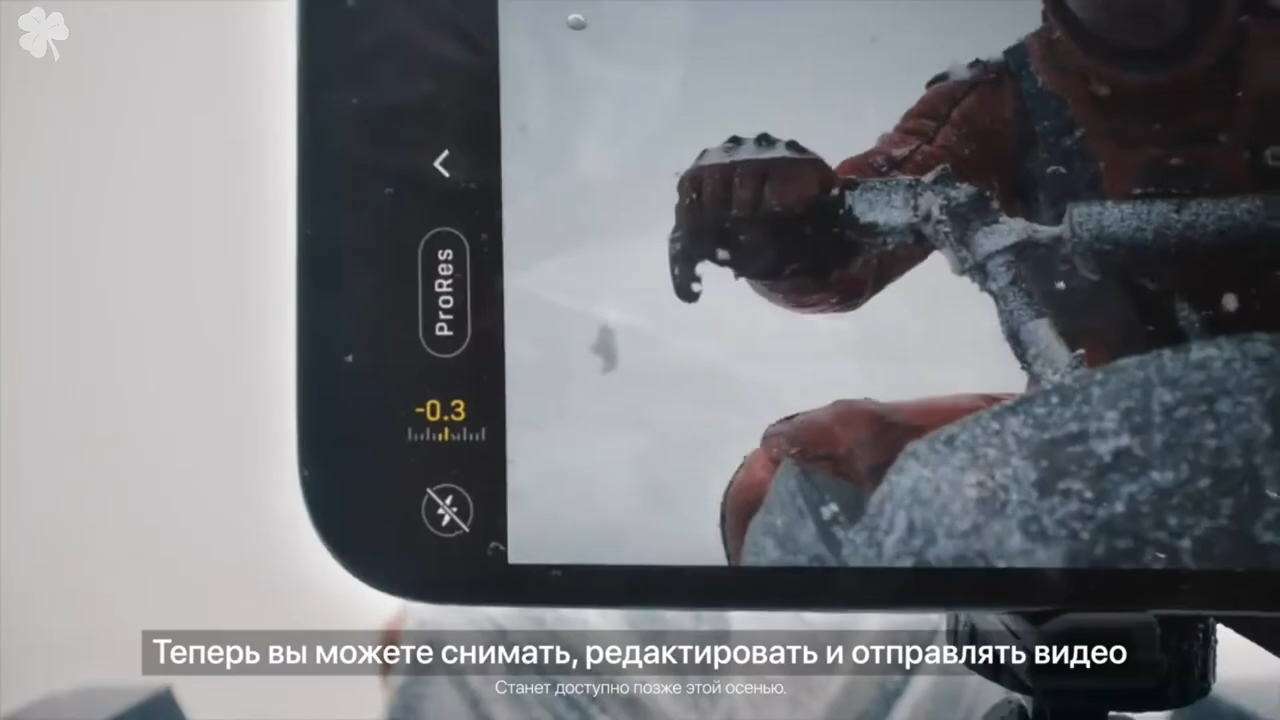 ProRes
-0.3
Теперь вы можете снимать, редактировать и отправлять видео
Станет доступно позже этой осенью.